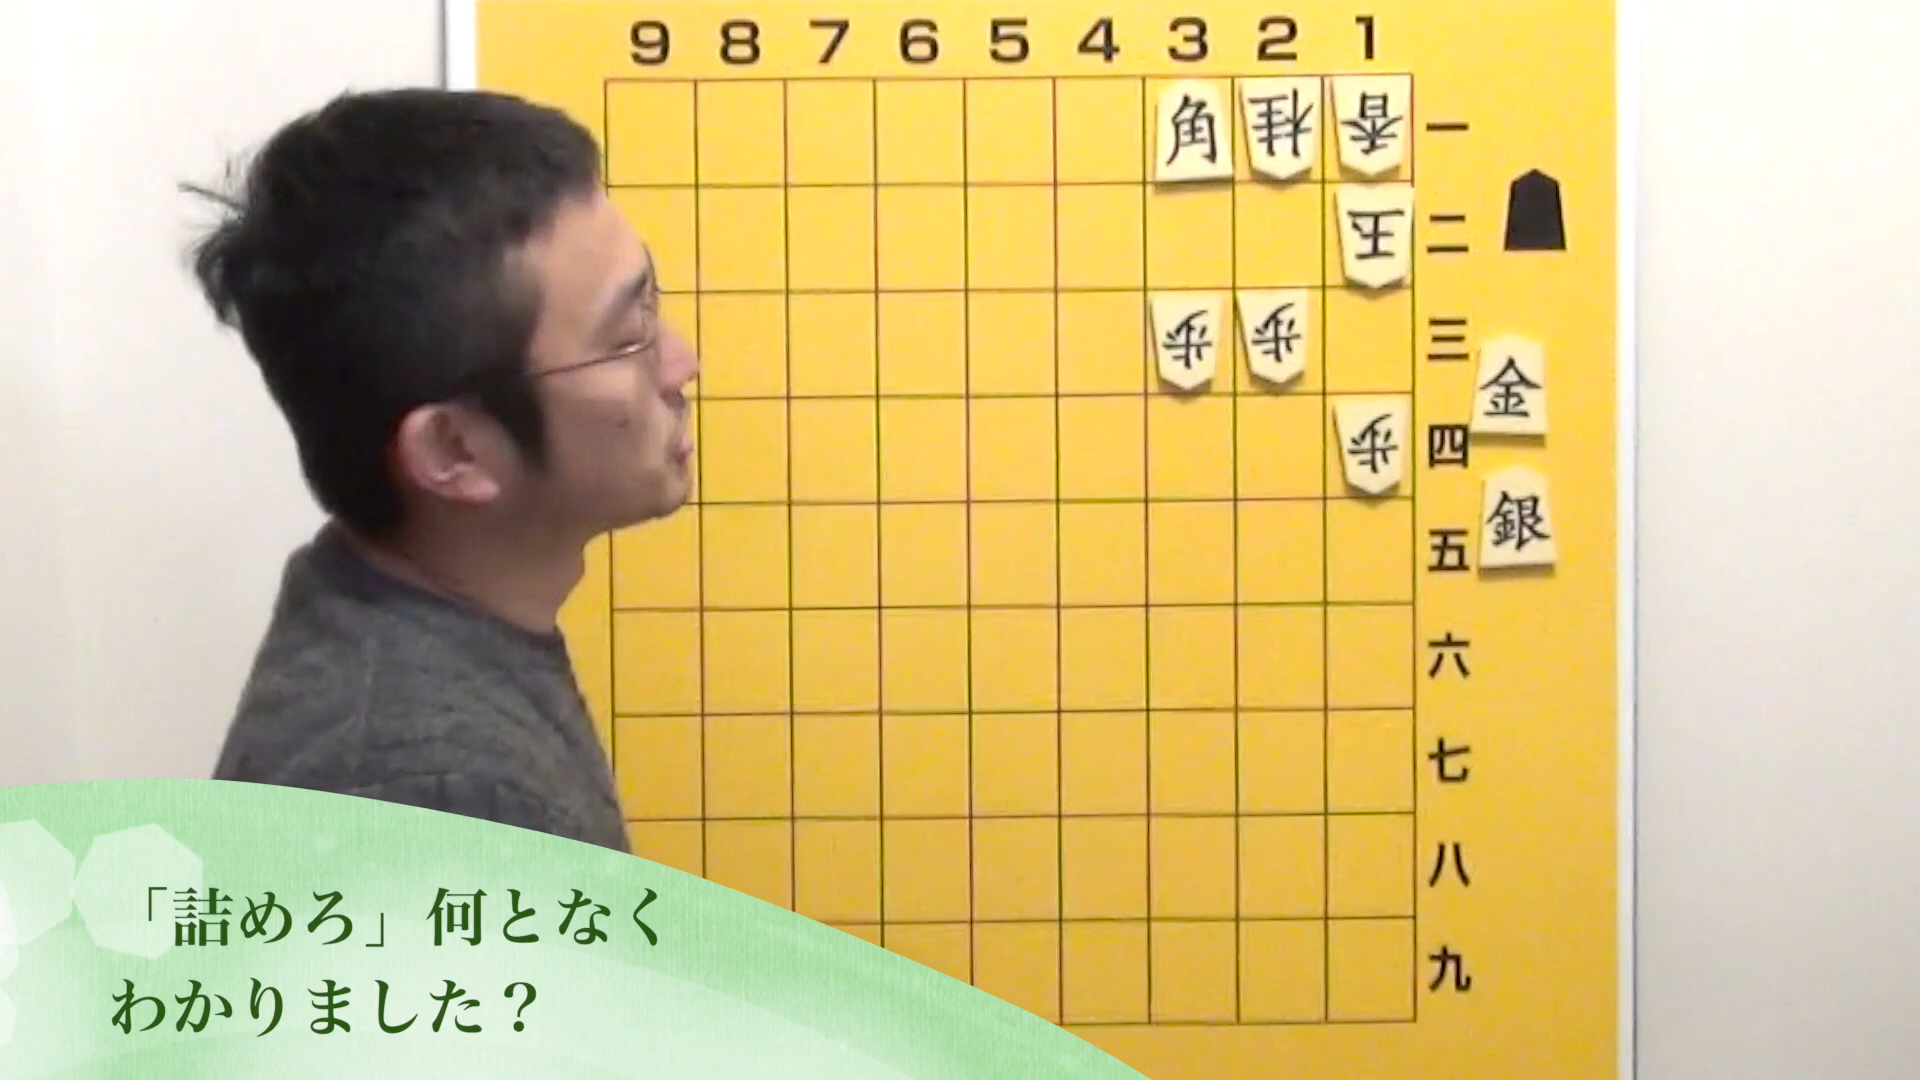 9 8 7 6 5 4 3 2 1
角 桂 香
一
玉
二
歩 歩
三
金
歩
四
銀
五
六
七
八
九
「詰めろ」何となく
わかりました？